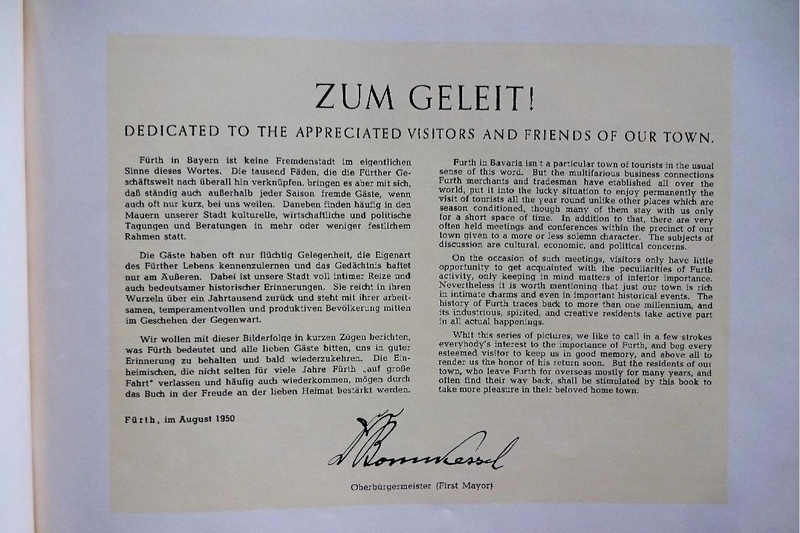 ZUM GELEIT!
DEDICATED TO THE APPRECIATED VISITORS AND FRIENDS OF OUR TOWN.
Fürth in Bayern ist keine Fremdenstadt im eigentlichen
Sinne dieses Wortes. Die tausend Fäden, die die Fürther Ge-
schäftswelt nach überall hin verknüpfen, bringen es aber mit sich,
daß ständig auch außerhalb jeder Saison fremde Gäste, wenn
auch oft nur kurz, bei uns weilen. Daneben finden häufig in den
Mauern unserer Stadt kulturelle, wirtschaftliche und politische
Tagungen und Beratungen in mehr oder weniger festlichem
Rahmen statt.
Die Gäste haben oft nur flüchtig Gelegenheit, die Eigenart
des Fürther Lebens kennenzulernen und das Gedächtnis haftet
nur am Äußeren. Dabei ist unsere Stadt voll intimer Reize und
auch bedeutsamer historischer Erinnerungen. Sie reicht in ihren
Wurzeln über ein Jahrtausend zurück und steht mit ihrer arbeit-
samen, temperamentvollen und produktiven Bevölkerung mitten
im Geschehen der Gegenwart.
Wir wollen mit dieser Bilderfolge in kurzen Zügen berichten,
was Fürth bedeutet und alle lieben Gäste bitten, uns in guter
Erinnerung zu behalten und bald wiederzukehren. Die Ein-
heimischen, die nicht selten für viele Jahre Fürth „auf große
Fahrt" verlassen und häufig auch wiederkommen, mögen durch
das Buch in der Freude an der lieben Heimat bestärkt werden.
Fürth, im August 1950
Furth in Bavaria isn't a particular town of tourists in the usual
sense of this word. But the multifarious business connections
Furth merchants and tradesman have etablished all over the
world, put it into the lucky situation to enjoy permanently the
visit of tourists all the year round unlike other places which are
season conditioned, though many of them stay with us only
for a short space of time. In addition to that, there are very
often held meetings and conferences within the precinct of our
town given to a more or less solemn character. The subjects of
discussion are cultural, economic, and political concerns.
On the occasion of such meetings, visitors only have little
opportunity to get acquainted with the peculiarities of Furth
activity, only keeping in mind matters of inferior importance.
Nevertheless it is worth mentioning that just our town is rich
in intimate charms and even in important historical events. The
history of Furth traces back to more than one millennium, and
its industrious, spirited, and creative residents take active part
in all actual happenings.
Whit this series of pictures, we like to call in a few strokes
everybody's interest to the importance of Furth, and beg every
esteemed visitor to keep us in good memory, and above all to
render us the honor of his return soon. But the residents of our
town, who leave Furth for overseas mostly for many years, and
often find their way back, shall be stimulated by this book to
take more pleasure in their beloved home town.
Oberbürgermeister (First Mayor)